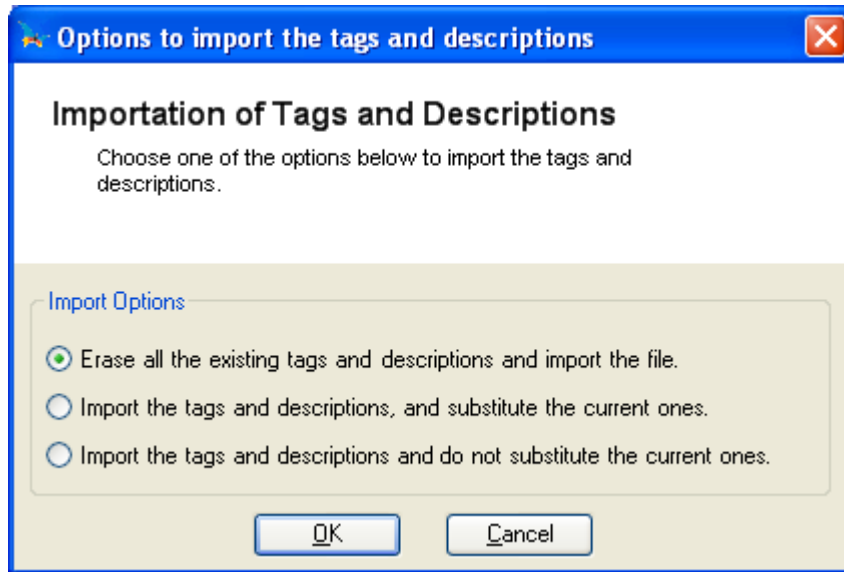 Options to import the tags and descriptions
Importation of Tags and Descriptions
Choose one of the options below to import the tags and
descriptions.
Import Options
Erase all the existing tags and descriptions and import the file.
Import the tags and descriptions, and substitute the current ones.
Import the tags and descriptions and do not substitute the current ones.
OK
Cancel